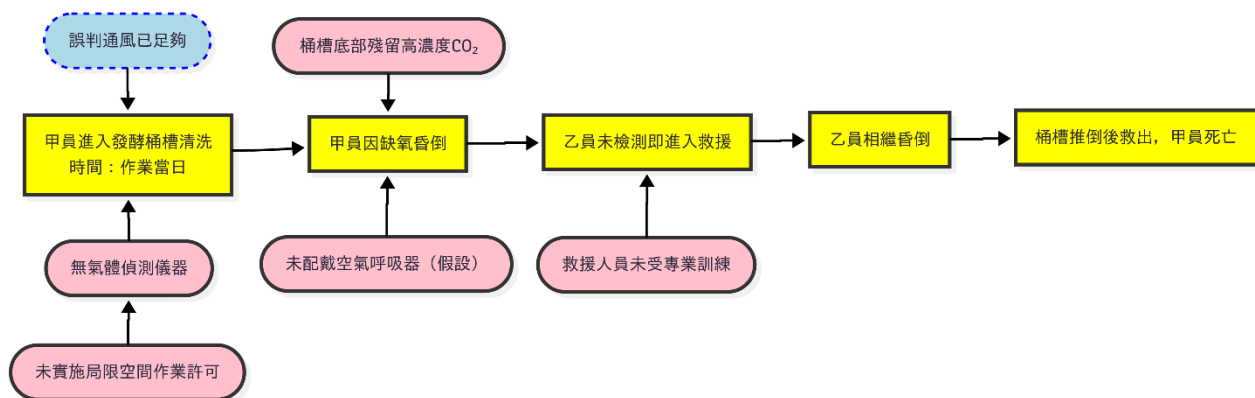 誤判通風已足夠
桶槽底部殘留高濃度CO₂
甲員進入發酵桶槽清洗
時間：作業當日
甲員因缺氧昏倒
乙員未檢測即進入救援
乙員相繼昏倒
桶槽推倒後救出，甲員死亡
無氣體偵測儀器
未配戴空氣呼吸器（假設）
救援人員未受專業訓練
未實施局限空間作業許可